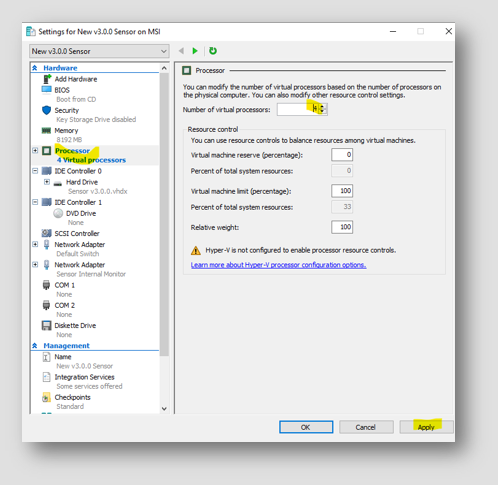 Settings for New v3.0.0 Sensor on MSI
New v3.0.0 Sensor
Hardware
Add Hardware
BIOS
Boot from CD
Security
Key Storage Drive disabled
Memory
8192 MB
Processor
4 Virtual processors
IDE Controller 0
Hard Drive
Sensor v3.0.0.vhdx
IDE Controller 1
DVD Drive
None
SCSI Controller
Network Adapter
Default Switch
Network Adapter
Sensor Internal Monitor
COM 1
None
COM 2
None
Diskette Drive
None
Management
Name
New v3.0.0 Sensor
Integration Services
Some services offered
Checkpoints
Standard
Processor
You can modify the number of virtual processors based on the number of processors on
the physical computer. You can also modify other resource control settings.
Number of virtual processors: 4
Resource control
You can use resource controls to balance resources among virtual machines.
Virtual machine reserve (percentage): 0
Percent of total system resources: 0
Virtual machine limit (percentage): 100
Percent of total system resources: 33
Relative weight: 100
Hyper-V is not configured to enable processor resource controls.
Learn more about Hyper-V processor configuration options.
OK Cancel Apply